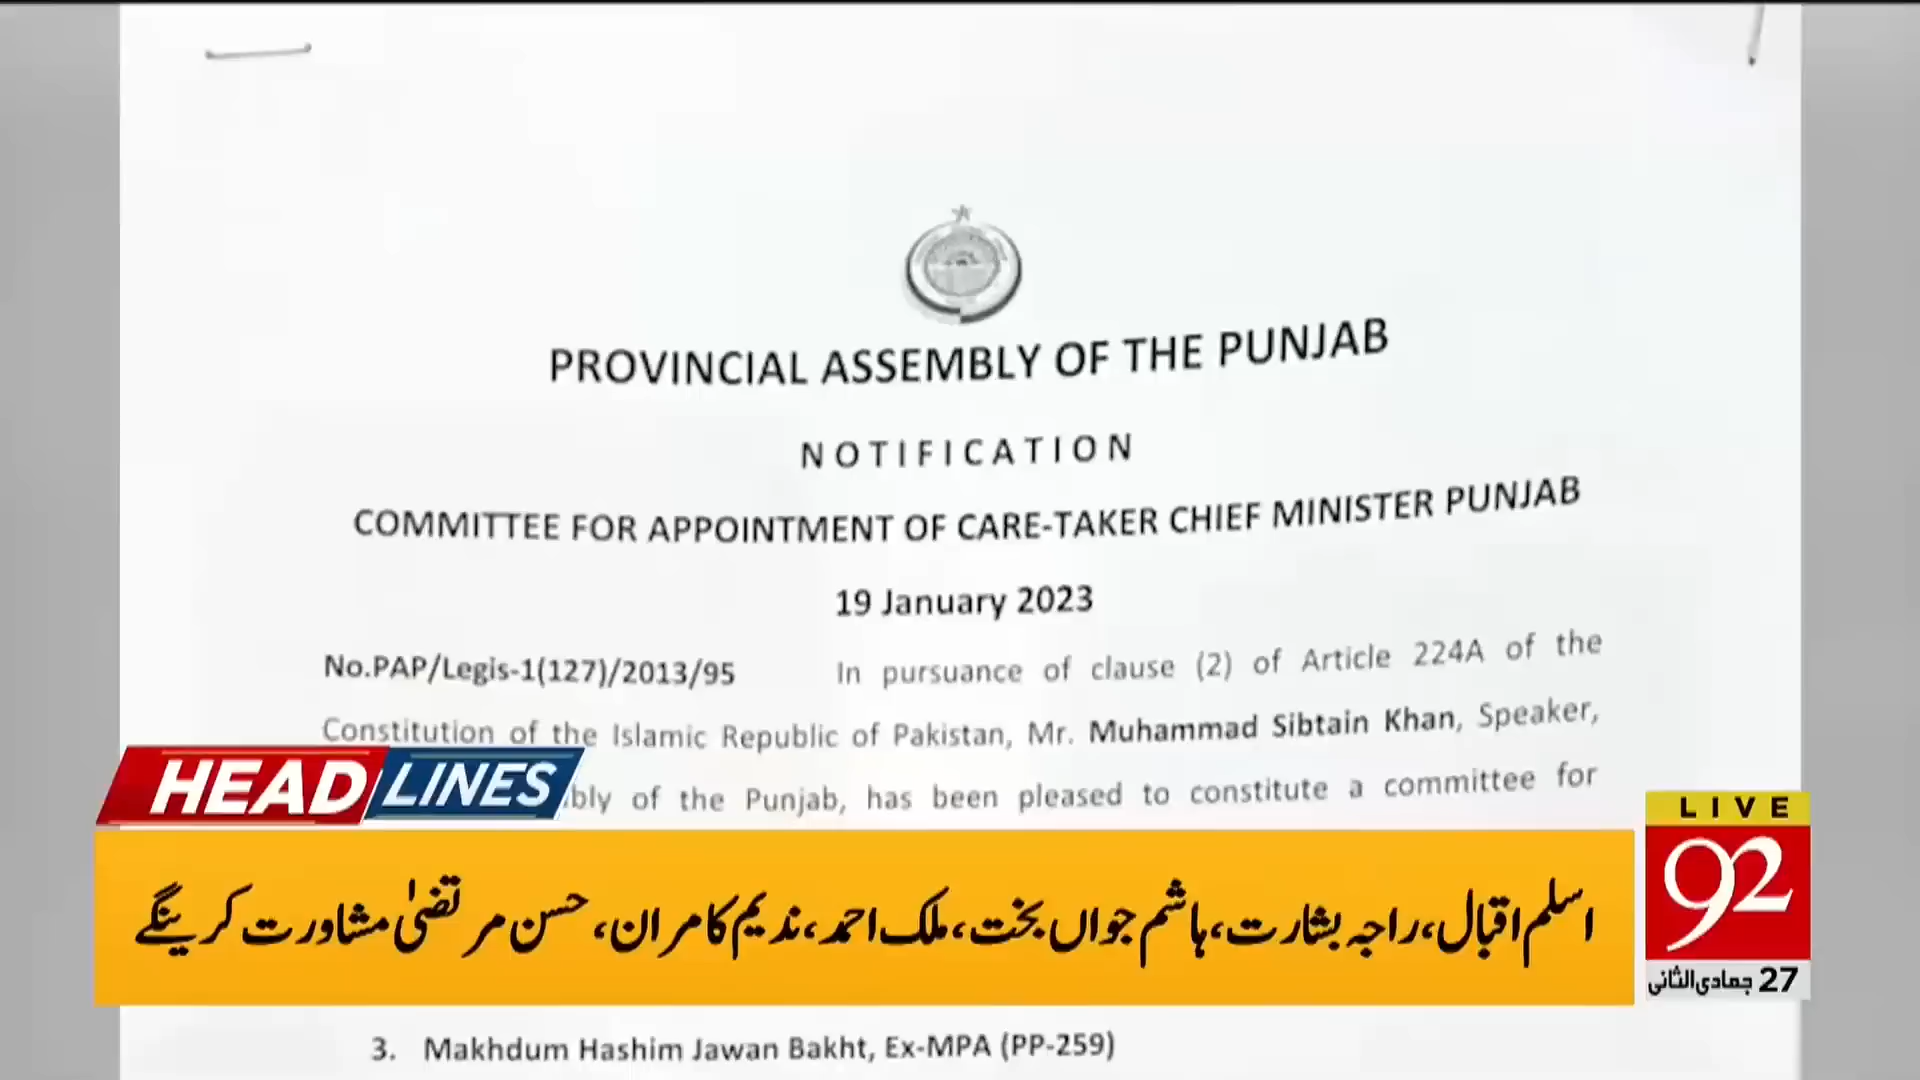 PROVINCIAL ASSEMBLY OF THE PUNJAB
NOTIFICATION
COMMITTEE FOR APPOINTMENT OF CARE-TAKER CHIEF MINISTER PUNJAB
19 January 2023
No.PAP/Legis-1(127)/2013/95 In pursuance of clause (2) of Article 224A of the
Constitution of the Islamic Republic of Pakistan, Mr. Muhammad Sibtain Khan, Speaker,
bly of the Punjab, has been pleased to constitute a committee for
HEADLINES
LIVE
92
اسلم اقبال، راجہ بشارت، ہاشم جواں بخت، ملک احمد، ندیم کامران، حسن مرتضیٰ مشاورت کرینگے
27 جمادی الثانی
3. Makhdum Hashim Jawan Bakht, Ex-MPA (PP-259)